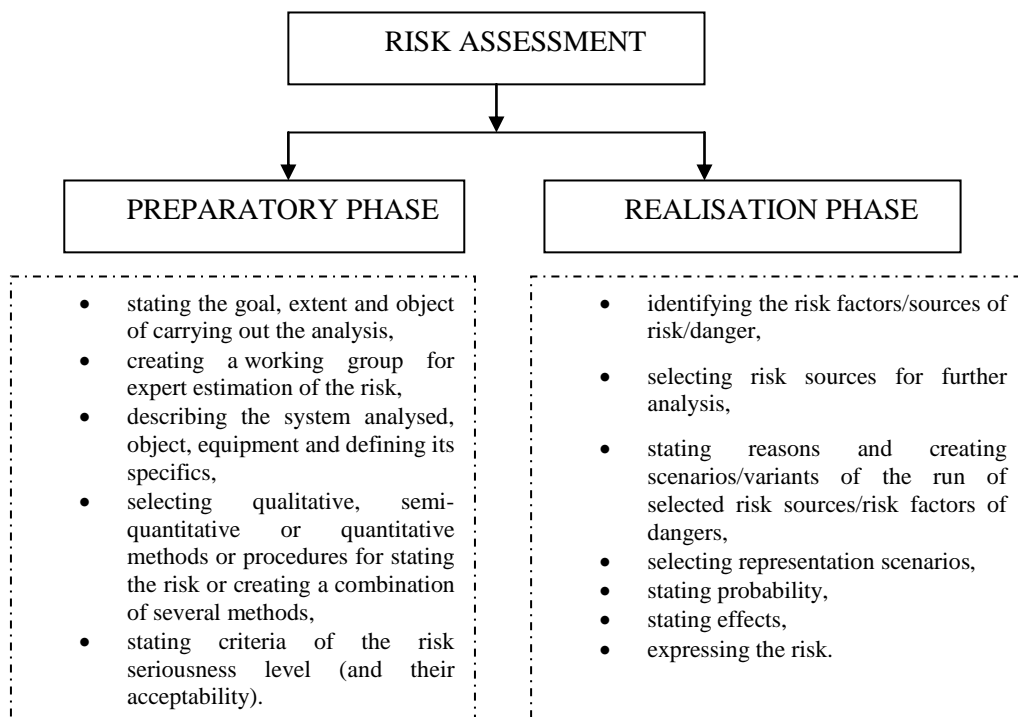 RISK ASSESSMENT
PREPARATORY PHASE
REALISATION PHASE
• stating the goal, extent and object
of carrying out the analysis,
• creating a working group for
expert estimation of the risk,
• describing the system analysed,
object, equipment and defining its
specifics,
• selecting qualitative, semi-
quantitative or quantitative
methods or procedures for stating
the risk or creating a combination
of several methods,
• stating criteria of the risk
seriousness level (and their
acceptability).
• identifying the risk factors/sources of
risk/danger,
• selecting risk sources for further
analysis,
• stating reasons and creating
scenarios/variants of the run of
selected risk sources/risk factors of
dangers,
• selecting representation scenarios,
• stating probability,
• stating effects,
• expressing the risk.